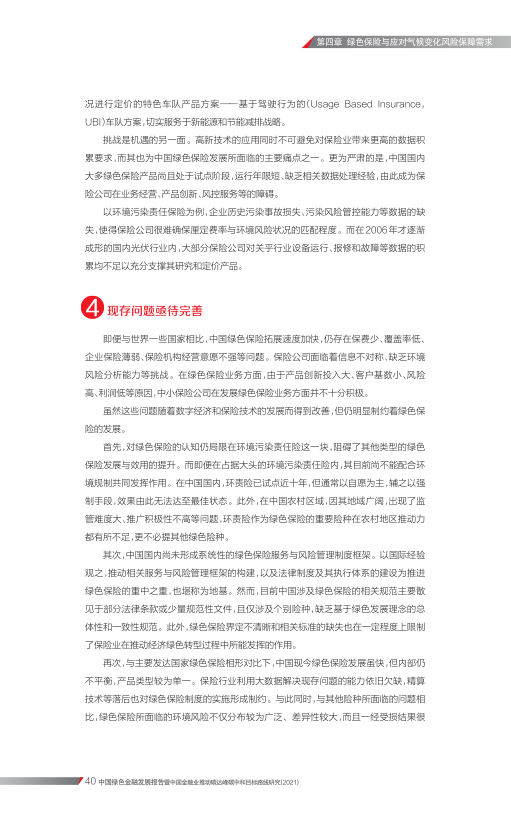 第四章 绿色保险与应对气候变化风险保障需求
况进行定价的特色车队产品方案——基于驾驶行为的（Usage Based Insurance，
UBI）车队方案，切实服务于新能源和节能减排战略。
挑战是机遇的另一面。高新技术的应用同时不可避免对保险业带来更高的数据积
累要求，而其也为中国绿色保险发展所面临的主要痛点之一。更为严肃的是，中国国内
大多绿色保险产品尚且处于试点阶段，运行年限短、缺乏相关数据处理经验，由此成为保
险公司在业务经营、产品创新、风控服务等的障碍。
以环境污染责任保险为例，企业历史污染事故损失、污染风险管控能力等数据的缺
失，使得保险公司很难确保厘定费率与环境风险状况的匹配程度。而在2006年才逐渐
成形的国内光伏行业内，大部分保险公司对关乎行业设备运行、报修和故障等数据的积
累均不足以充分支撑其研究和定价产品。
4 现存问题亟待完善
即便与世界一些国家相比，中国绿色保险拓展速度加快，仍存在保费少、覆盖率低、
企业保险薄弱、保险机构经营意愿不强等问题。保险公司面临着信息不对称、缺乏环境
风险分析能力等挑战。在绿色保险业务方面，由于产品创新投入大、客户基数小、风险
高、利润低等原因，中小保险公司在发展绿色保险业务方面并不十分积极。
虽然这些问题随着数字经济和保险技术的发展而得到改善，但仍明显制约着绿色保
险的发展。
首先，对绿色保险的认知仍局限在环境污染责任险这一块，阻碍了其他类型的绿色
保险发展与效用的提升。而即便在占据大头的环境污染责任险内，其目前尚不能配合环
境规制共同发挥作用。在中国国内，环责险已试点近十年，但通常以自愿为主，辅之以强
制手段，效果由此无法达至最佳状态。此外，在中国农村区域，因其地域广阔，出现了监
管难度大、推广积极性不高等问题，环责险作为绿色保险的重要险种在农村地区推动力
都有所不足，更不必提其他绿色险种。
其次，中国国内尚未形成系统性的绿色保险服务与风险管理制度框架。以国际经验
观之，推动相关服务与风险管理框架的构建，以及法律制度及其执行体系的建设为推进
绿色保险的重中之重，也堪称为地基。然而，目前中国涉及绿色保险的相关规范主要散
见于部分法律条款或少量规范性文件，且仅涉及个别险种，缺乏基于绿色发展理念的总
体性和一致性规范。此外，绿色保险界定不清晰和相关标准的缺失也在一定程度上限制
了保险业在推动经济绿色转型过程中所能发挥的作用。
再次，与主要发达国家绿色保险相形对比下，中国现今绿色保险发展虽快，但内部仍
不平衡，产品类型较为单一。保险行业利用大数据解决现存问题的能力依旧欠缺，精算
技术等落后也对绿色保险制度的实施形成制约。与此同时，与其他险种所面临的问题相
比，绿色保险所面临的环境风险不仅分布较为广泛、差异性较大，而且一经受损结果很
40 中国绿色金融发展报告暨中国金融业推动碳达峰碳中和目标路线研究（2021）